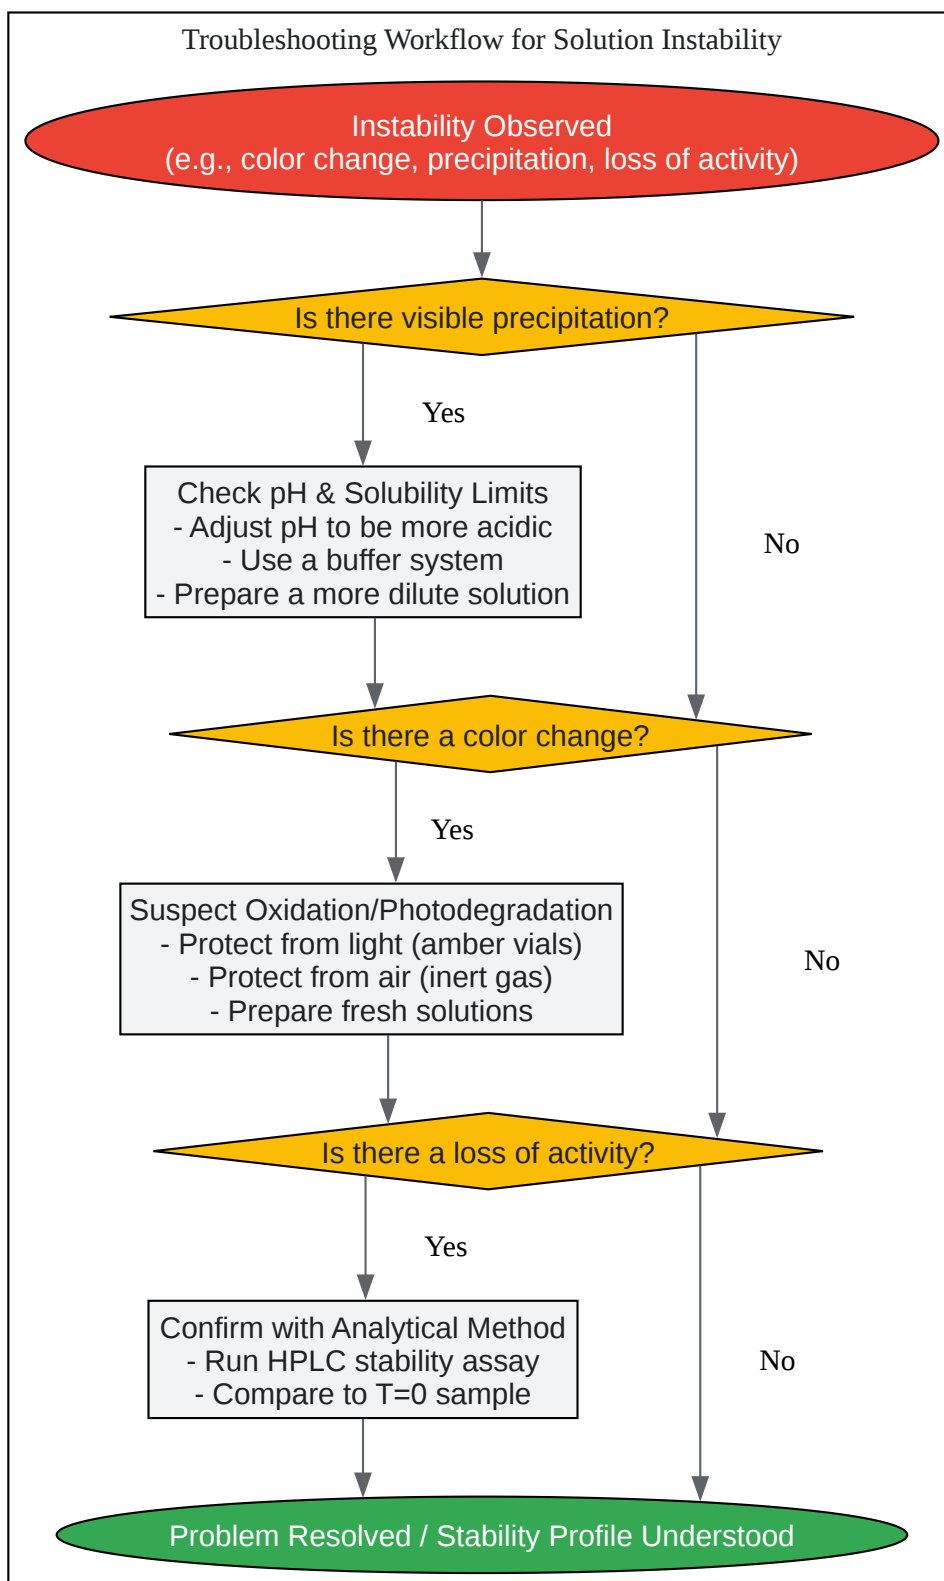 Troubleshooting Workflow for Solution Instability
Instability Observed
(e.g., color change, precipitation, loss of activity)
Is there visible precipitation?
Yes
Check pH & Solubility Limits
- Adjust pH to be more acidic
- Use a buffer system
- Prepare a more dilute solution
No
Is there a color change?
Yes
Suspect Oxidation/Photodegradation
- Protect from light (amber vials)
- Protect from air (inert gas)
- Prepare fresh solutions
No
Is there a loss of activity?
Yes
Confirm with Analytical Method
- Run HPLC stability assay
- Compare to T=0 sample
No
Problem Resolved / Stability Profile Understood